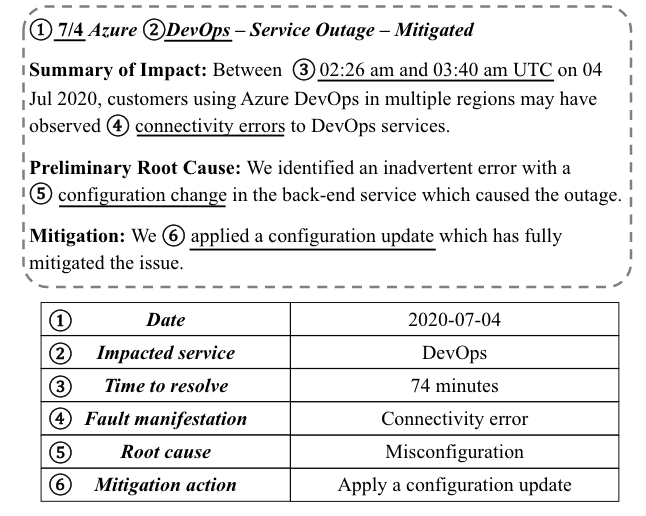 ① 7/4 Azure ②DevOps – Service Outage – Mitigated
Summary of Impact: Between ③ 02:26 am and 03:40 am UTC on 04
Jul 2020, customers using Azure DevOps in multiple regions may have
observed ④ connectivity errors to DevOps services.
Preliminary Root Cause: We identified an inadvertent error with a
⑤ configuration change in the back-end service which caused the outage.
Mitigation: We ⑥ applied a configuration update which has fully
mitigated the issue.
① Date 2020-07-04
② Impacted service DevOps
③ Time to resolve 74 minutes
④ Fault manifestation Connectivity error
⑤ Root cause Misconfiguration
⑥ Mitigation action Apply a configuration update